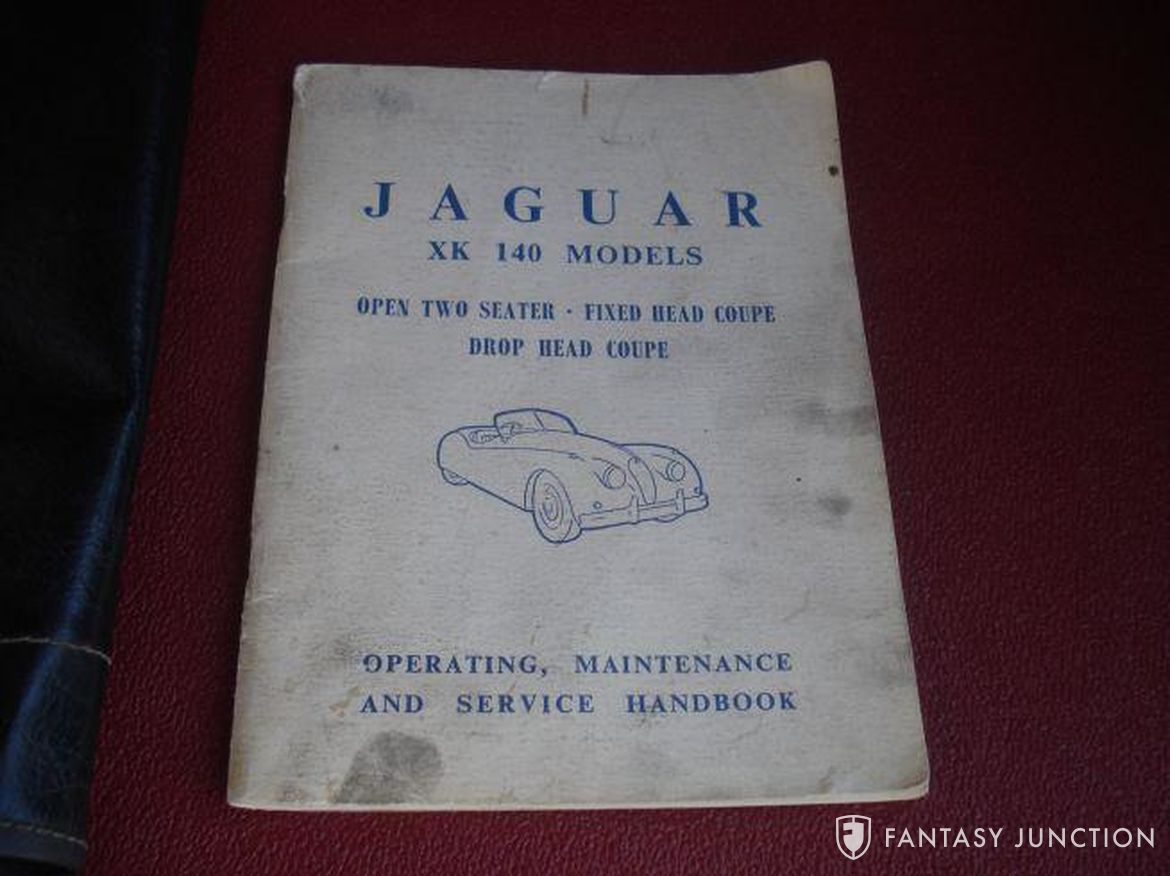 JAGUAR
XK 140 MODELS
OPEN TWO SEATER · FIXED HEAD COUPE
DROP HEAD COUPE
OPERATING, MAINTENANCE
AND SERVICE HANDBOOK
FANTASY JUNCTION